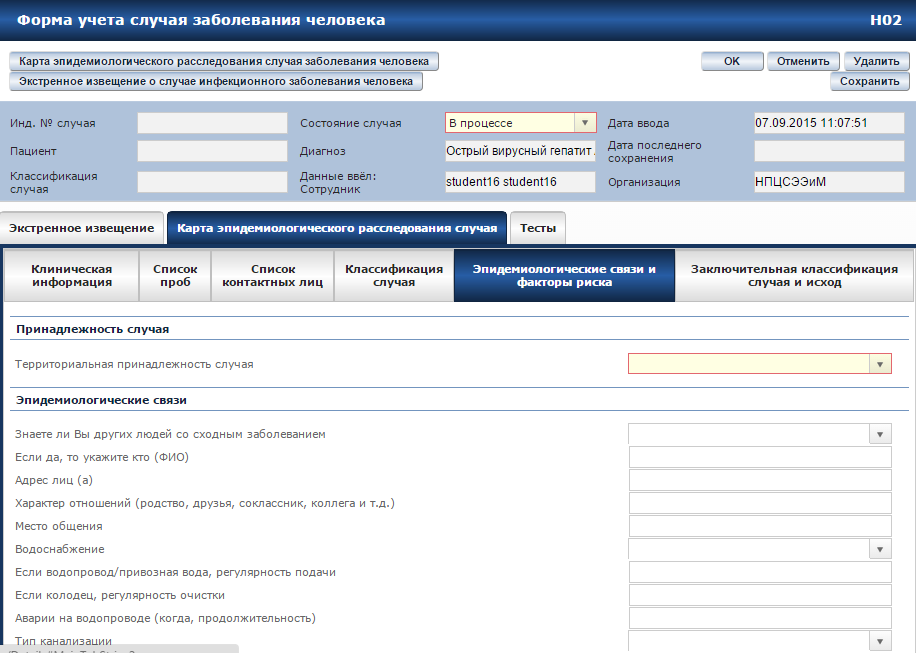 Форма учета случая заболевания человека
H02
Карта эпидемиологического расследования случая заболевания человека
OK
Отменить
Удалить
Экстренное извещение о случае инфекционного заболевания человека
Сохранить
Инд. № случая
Состояние случая
В процессе
Дата ввода
07.09.2015 11:07:51
Пациент
Диагноз
Острый вирусный гепатит
Дата последнего
сохранения
Классификация
случая
Данные ввёл:
Сотрудник
student16 student16
Организация
НПЦСЭЭиМ
Экстренное извещение
Карта эпидемиологического расследования случая
Тесты
Клиническая
информация
Список
проб
Список
контактных лиц
Классификация
случая
Эпидемиологические связи и
факторы риска
Заключительная классификация
случая и исход
Принадлежность случая
Территориальная принадлежность случая
Эпидемиологические связи
Знаете ли Вы других людей со сходным заболеванием
Если да, то укажите кто (ФИО)
Адрес лиц (а)
Характер отношений (родство, друзья, соклассник, коллега и т.д.)
Место общения
Водоснабжение
Если водопровод/привозная вода, регулярность подачи
Если колодец, регулярность очистки
Аварии на водопроводе (когда, продолжительность)
Тип канализации